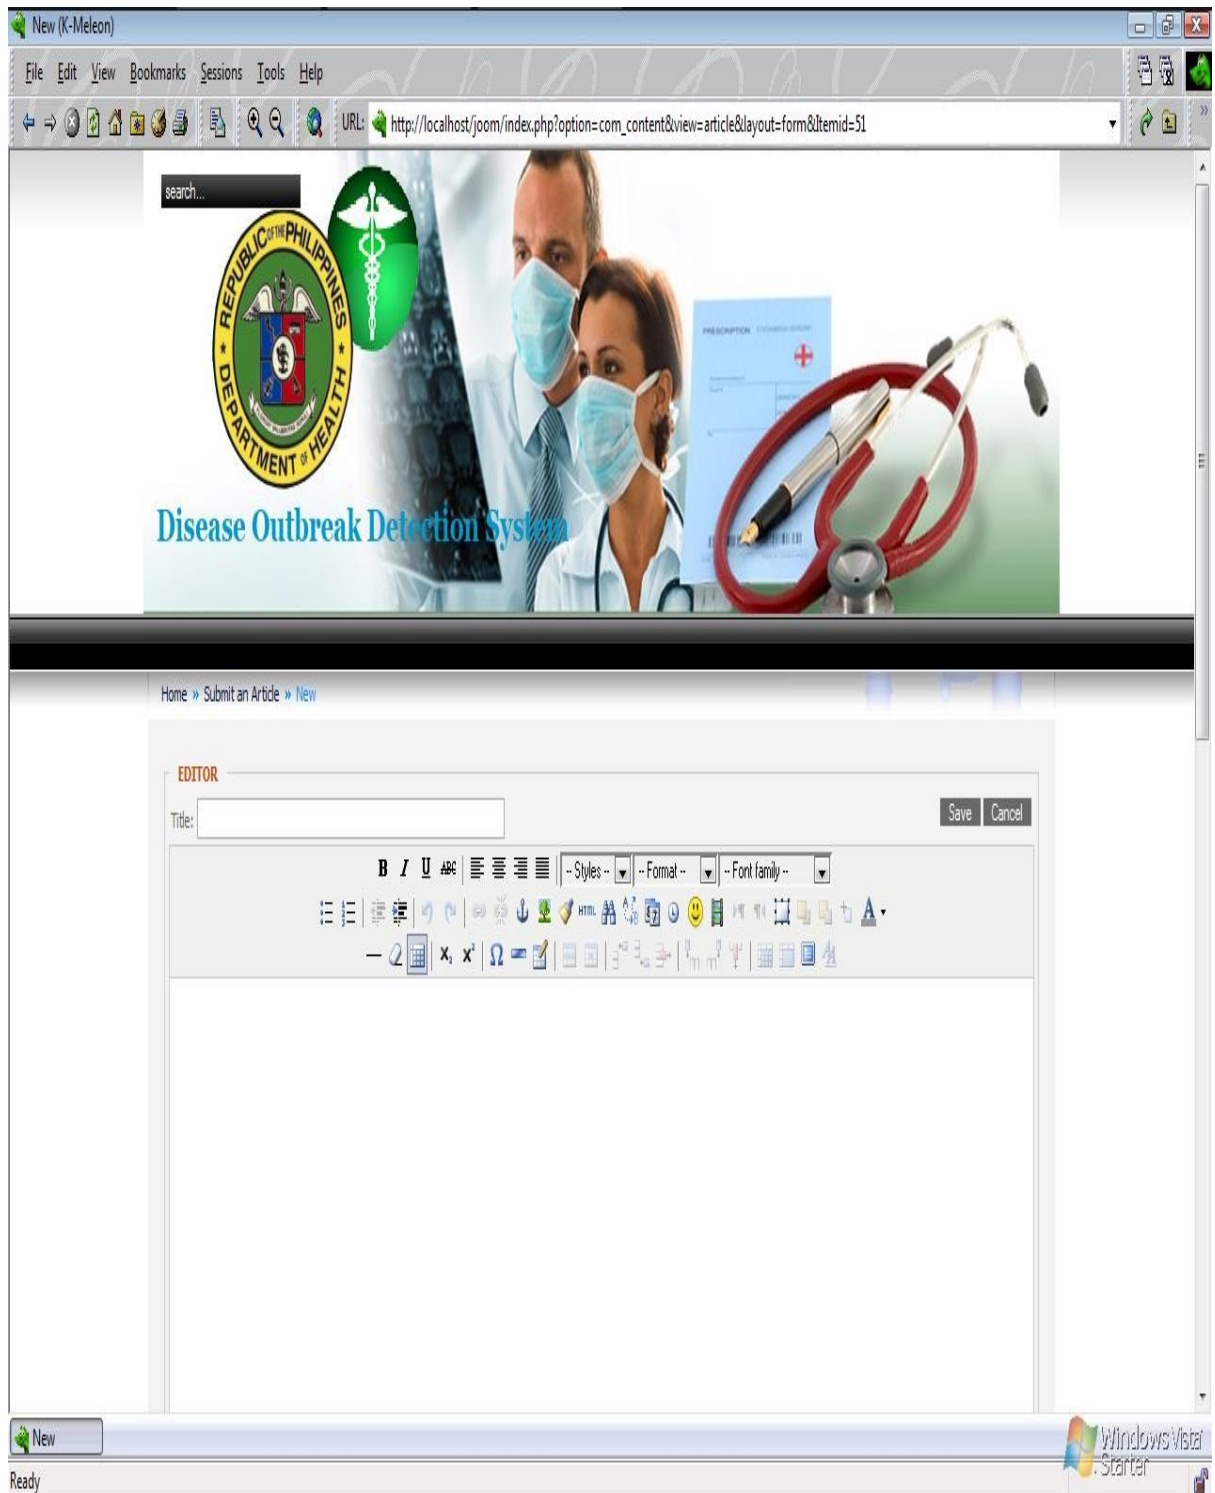 New (K-Meleon)
File Edit View Bookmarks Sessions Tools Help
URL: http://localhost/joom/index.php?option=com_content&view=article&layout=form&Itemid=51
search...
REPUBLIC OF THE PHILIPPINES
DEPARTMENT OF HEALTH
PRESCRIPTION
Disease Outbreak Detection System
Home » Submit an Article » New
EDITOR
Title:
Save Cancel
B I U ABC -- Styles -- -- Format -- -- Font family --
HTML A
x₂ x² Ω
New
Windows Vista
Starter
Ready